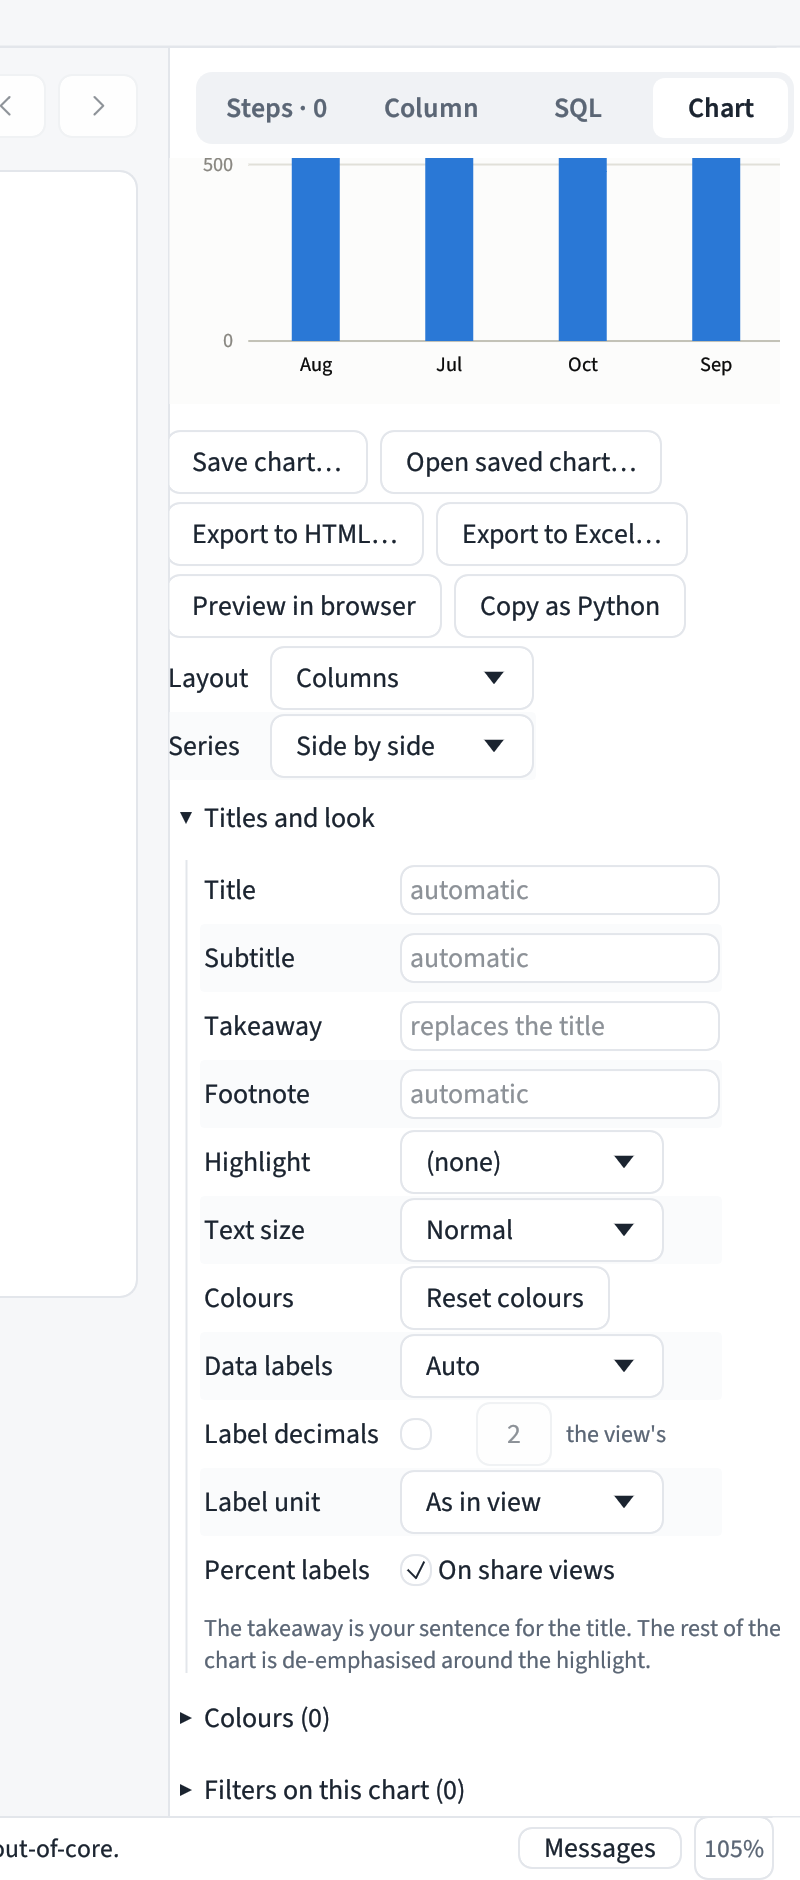 Steps · 0 Column SQL Chart
500
0
Aug Jul Oct Sep
Save chart... Open saved chart...
Export to HTML... Export to Excel...
Preview in browser Copy as Python
Layout Columns
Series Side by side
Titles and look
Title automatic
Subtitle automatic
Takeaway replaces the title
Footnote automatic
Highlight (none)
Text size Normal
Colours Reset colours
Data labels Auto
Label decimals 2 the view's
Label unit As in view
Percent labels On share views
The takeaway is your sentence for the title. The rest of the
chart is de-emphasised around the highlight.
Colours (0)
Filters on this chart (0)
out-of-core. Messages 105%